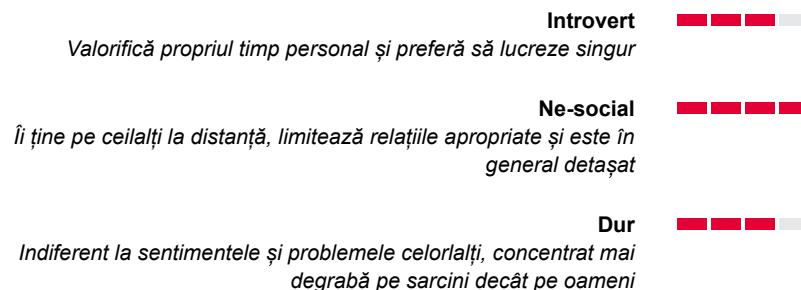 Introvert
Valorifică propriul timp personal și preferă să lucreze singur
Ne-social
Îi ține pe ceilalți la distanță, limitează relațiile apropriate și este în
general detașat
Dur
Indiferent la sentimentele și problemele celorlalți, concentrat mai
degrabă pe sarcini decât pe oameni